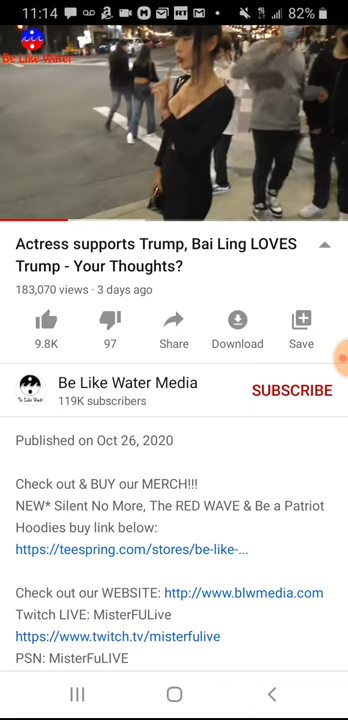 11:14 82%
Be Like Water
Actress supports Trump, Bai Ling LOVES
Trump - Your Thoughts?
183,070 views · 3 days ago
9.8K 97 Share Download Save
Be Like Water Media
119K subscribers
SUBSCRIBE
Published on Oct 26, 2020
Check out & BUY our MERCH!!!
NEW* Silent No More, The RED WAVE & Be a Patriot
Hoodies buy link below:
https://teespring.com/stores/be-like-...
Check out our WEBSITE: http://www.blwmedia.com
Twitch LIVE: MisterFULive
https://www.twitch.tv/misterfulive
PSN: MisterFuLIVE